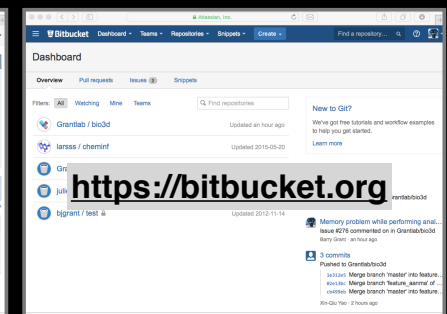 Atlassian, Inc.
Bitbucket Dashboard Teams Repositories Snippets Create Find a repository...
Dashboard
Overview Pull requests Issues 3 Snippets
Filters: All Watching Mine Teams Find repositories
Grantlab / bio3d Updated an hour ago
larsss / cheminf Updated 2015-05-20
https://bitbucket.org
bjgrant / test Updated 2012-11-14
New to Git?
We've got free tutorials and workflow examples
to help you get started.
Learn more
Grantlab/bio3d
Memory problem while performing anal...
Issue #276 commented on in Grantlab/bio3d
Barry Grant · an hour ago
3 commits
Pushed to Grantlab/bio3d
Merge branch 'master' into feature...
Merge branch 'feature_aanma' of ...
Merge branch 'master' into feature...
Xin-Qiu Yao · 2 hours ago